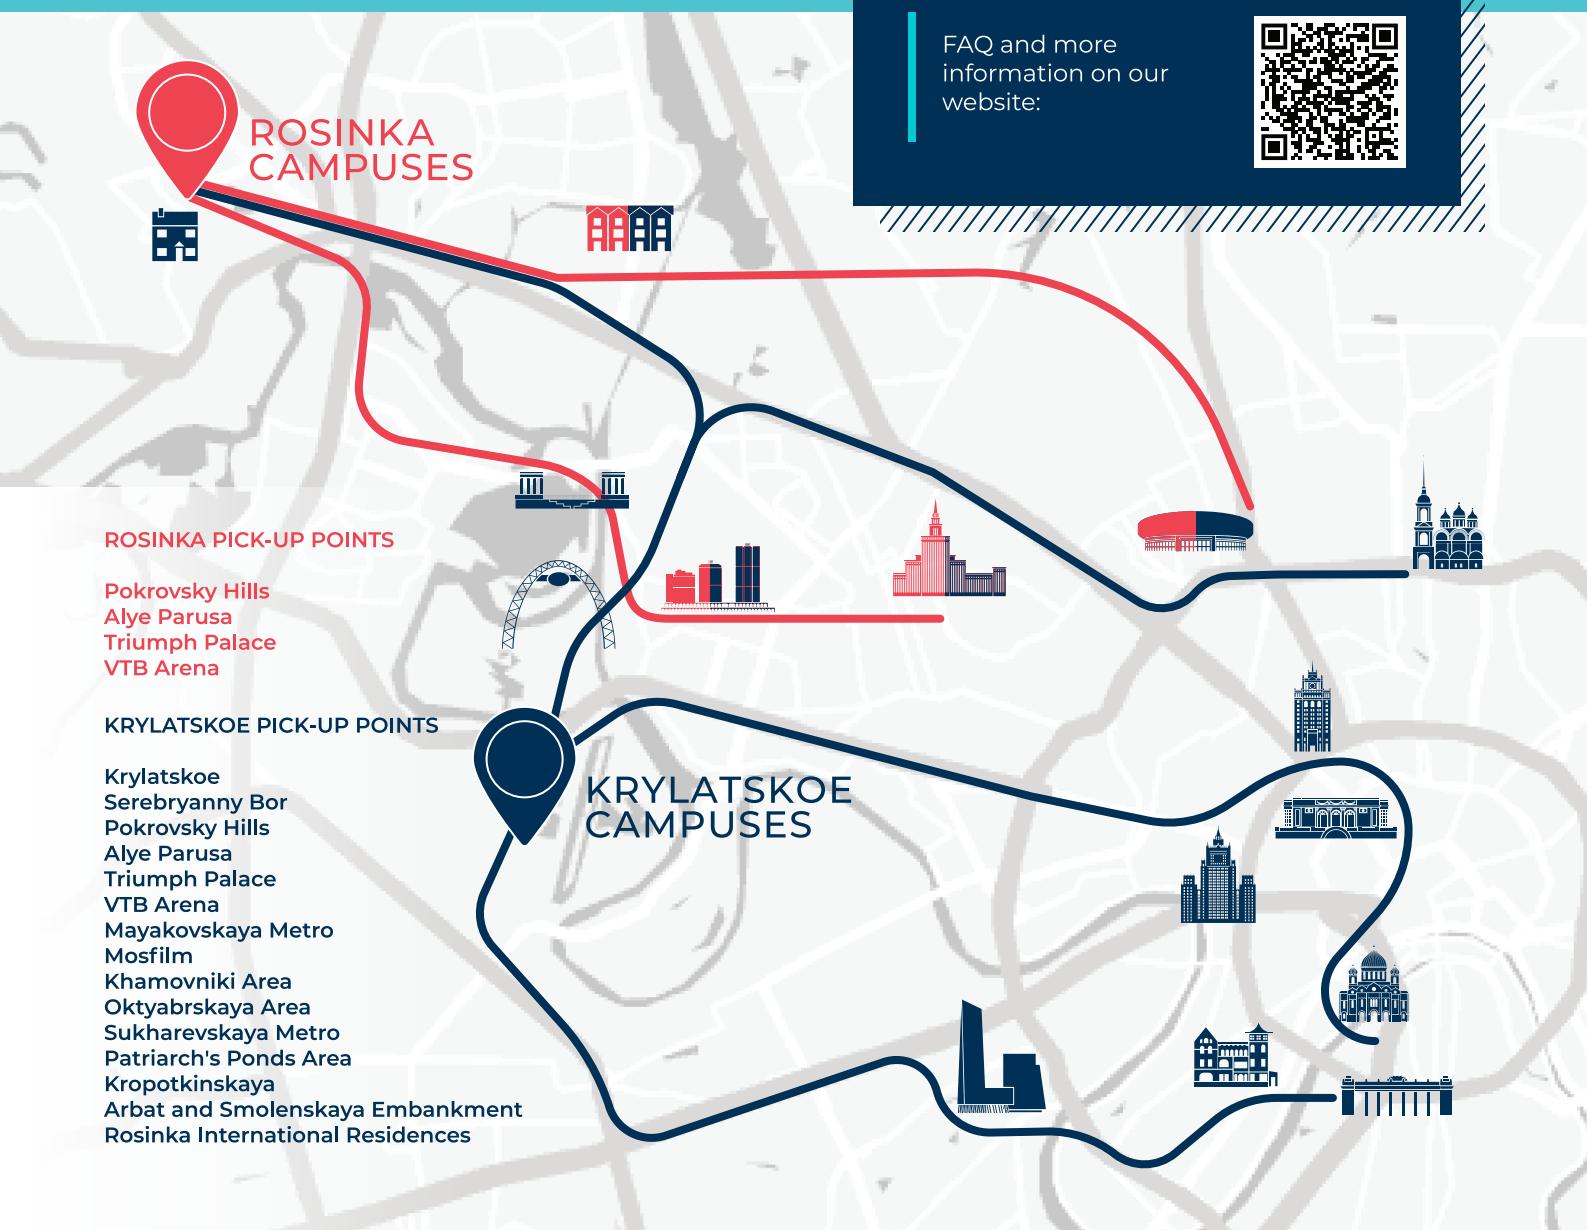 FAQ and more
information on our
website:
ROSINKA
CAMPUSES
ROSINKA PICK-UP POINTS
Pokrovsky Hills
Alye Parusa
Triumph Palace
VTB Arena
KRYLATSKOE PICK-UP POINTS
Krylatskoe
Serebryanny Bor
Pokrovsky Hills
Alye Parusa
Triumph Palace
VTB Arena
Mayakovskaya Metro
Mosfilm
Khamovniki Area
Oktyabrskaya Area
Sukharevskaya Metro
Patriarch's Ponds Area
Kropotkinskaya
Arbat and Smolenskaya Embankment
Rosinka International Residences
KRYLATSKOE
CAMPUSES